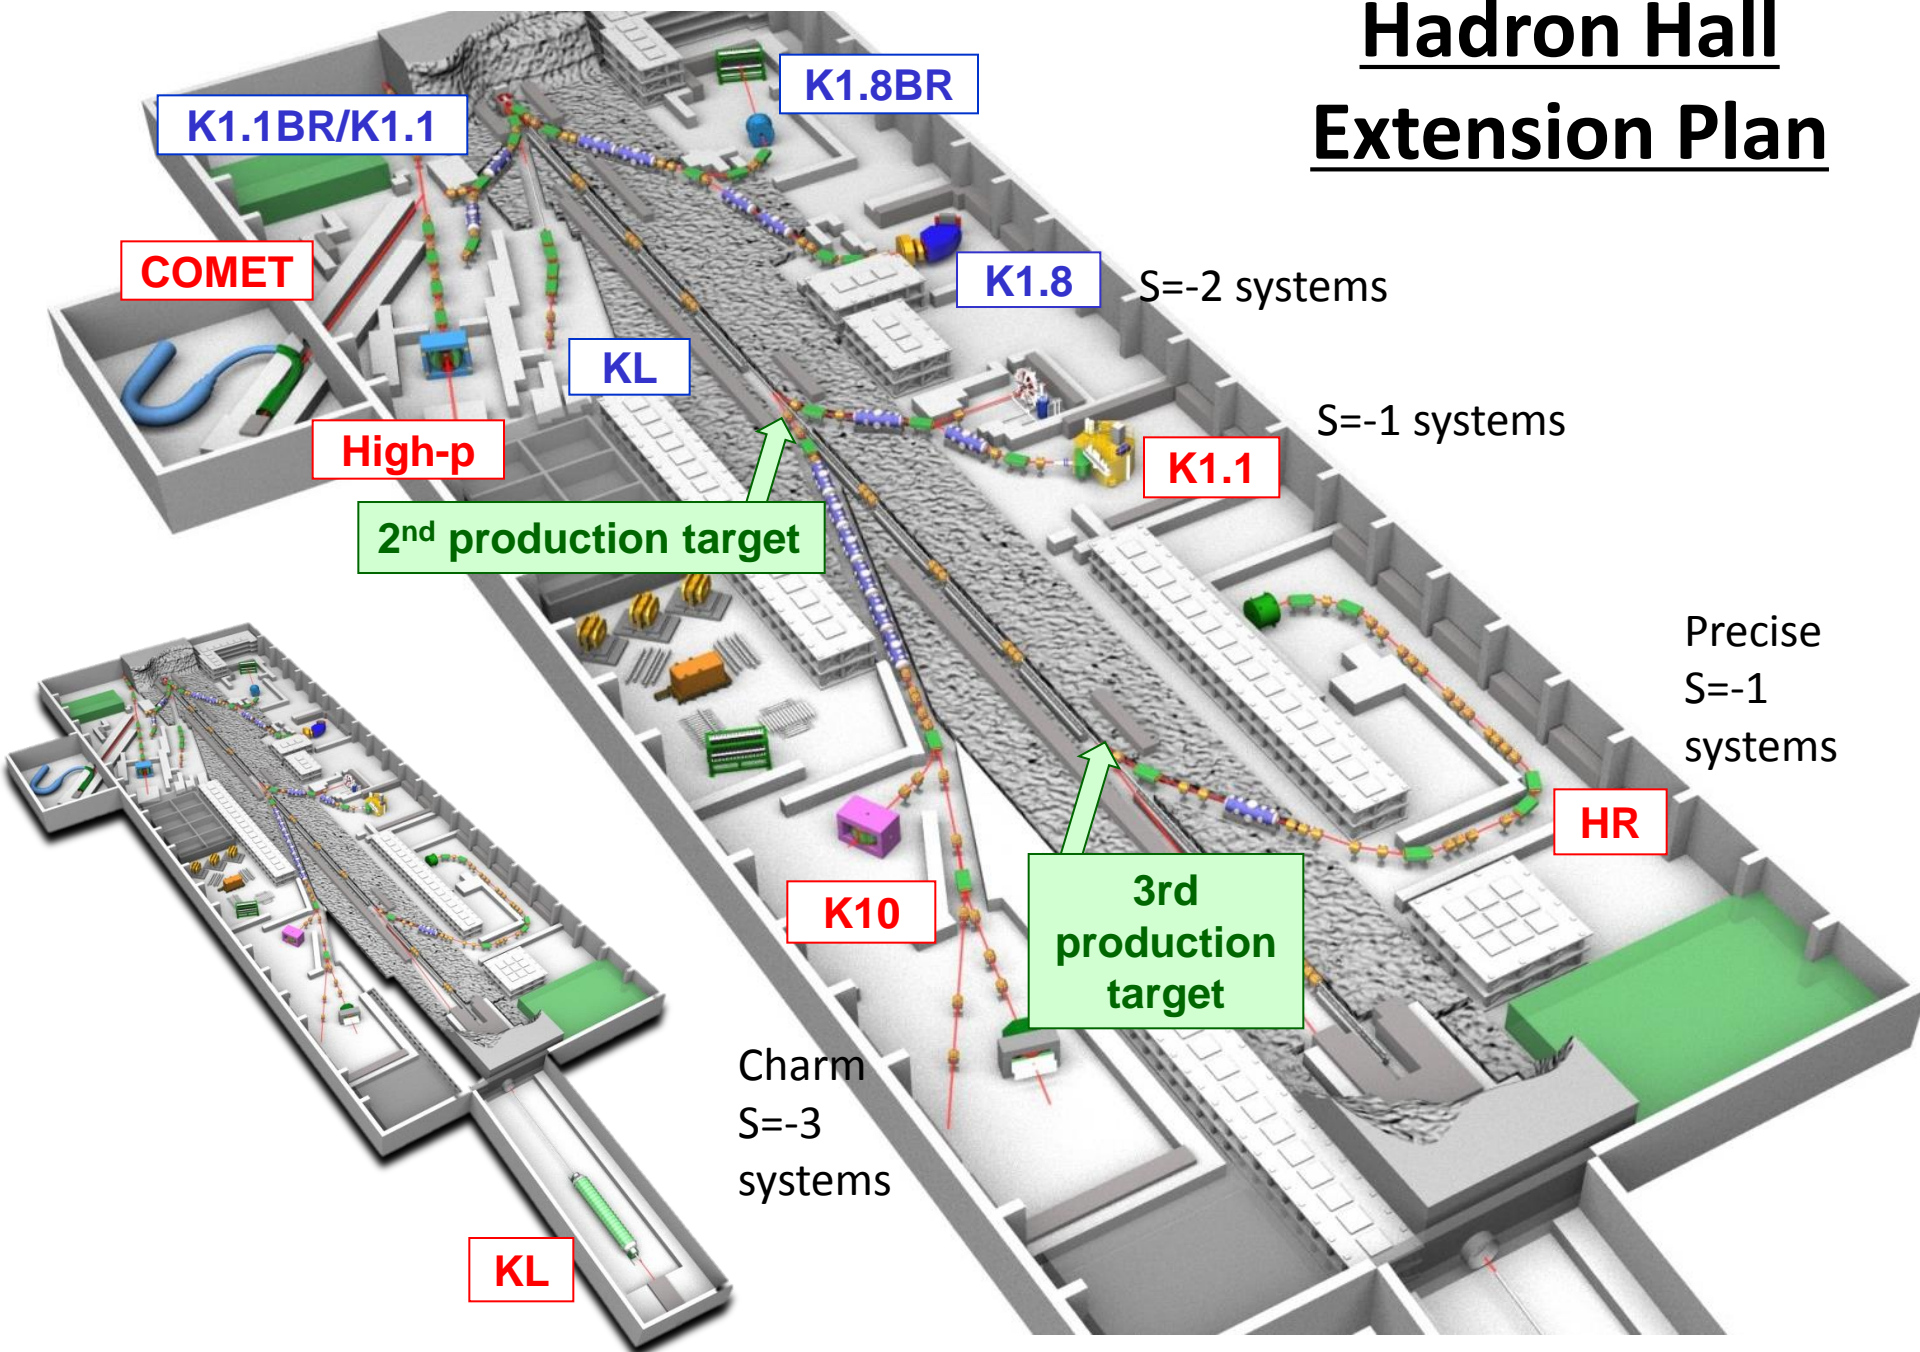 Hadron Hall
Extension Plan
K1.8BR
K1.1BR/K1.1
COMET
K1.8
S=-2 systems
KL
S=-1 systems
High-p
K1.1
2nd production target
Precise
S=-1
systems
HR
K10
3rd
production
target
Charm
S=-3
systems
KL